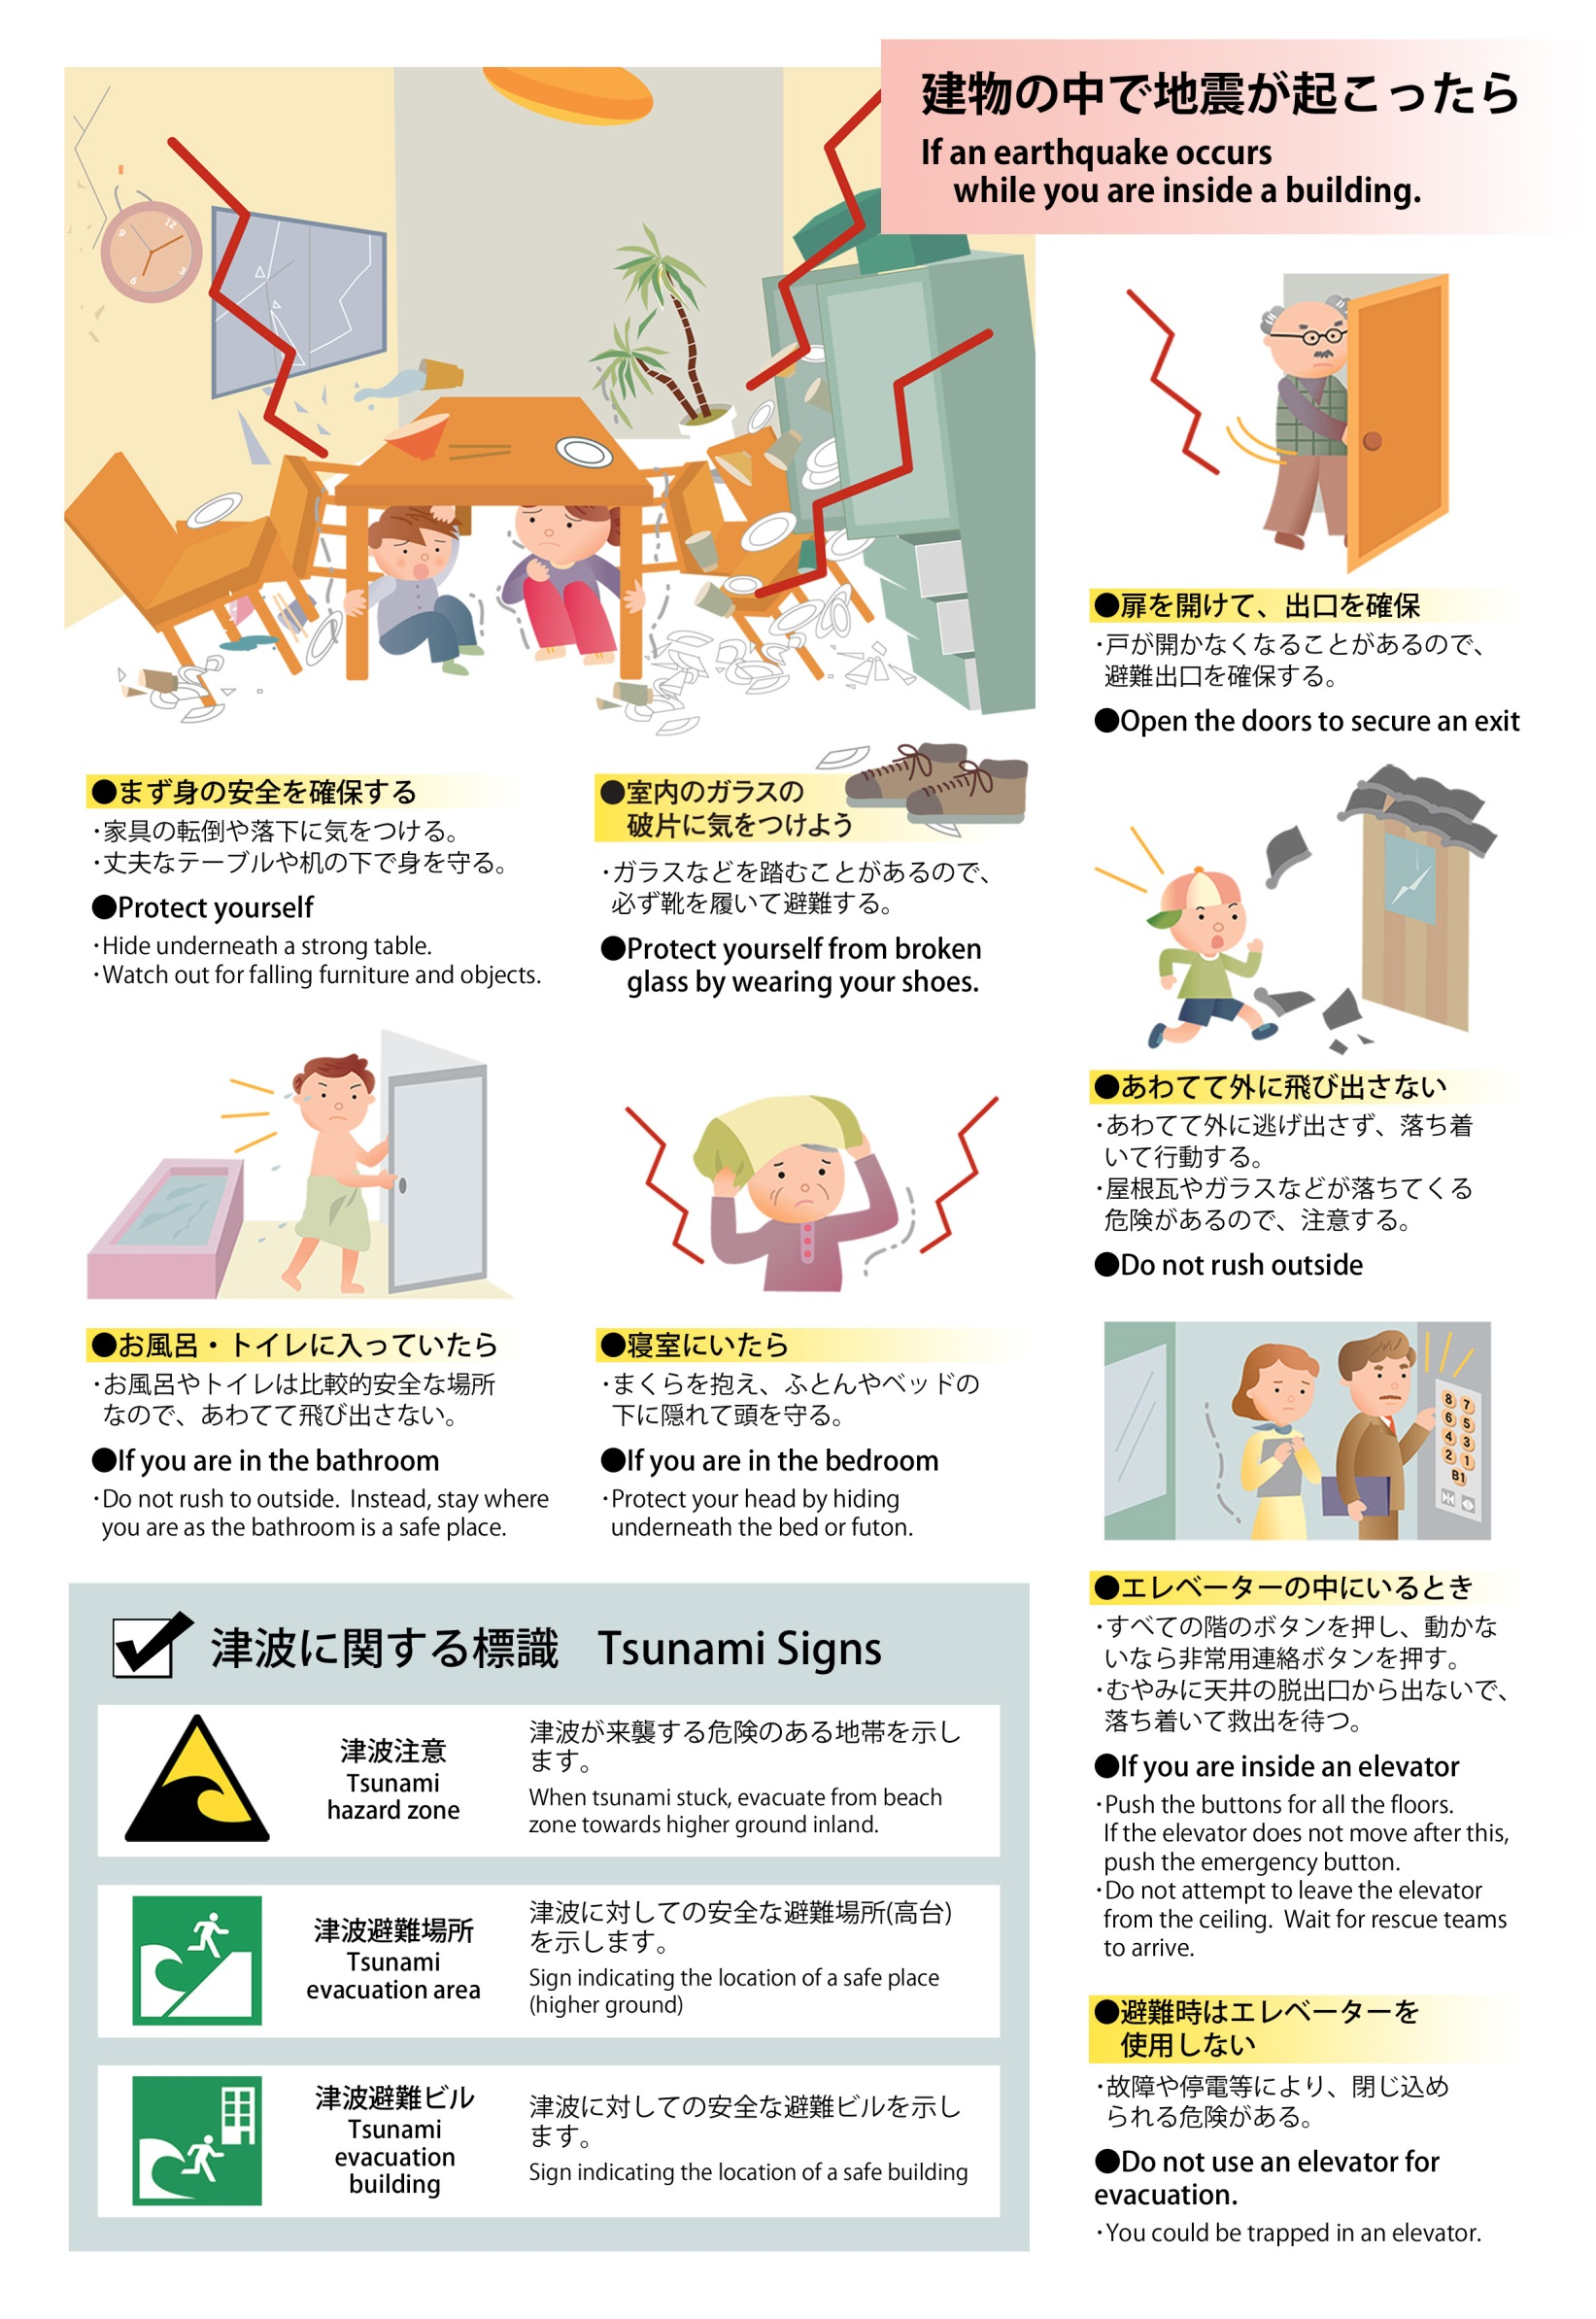 建物の中で地震が起こったら
If an earthquake occurs
while you are inside a building.
●まず身の安全を確保する
・家具の転倒や落下に気をつける。
・丈夫なテーブルや机の下で身を守る。
●Protect yourself
・Hide underneath a strong table.
・Watch out for falling furniture and objects.
●室内のガラスの
破片に気をつけよう
・ガラスなどを踏むことがあるので、
必ず靴を履いて避難する。
●Protect yourself from broken
glass by wearing your shoes.
●扉を開けて、出口を確保
・戸が開かなくなることがあるので、
避難出口を確保する。
●Open the doors to secure an exit
●あわてて外に飛び出さない
・あわてて外に逃げ出さず、落ち着
いて行動する。
・屋根瓦やガラスなどが落ちてくる
危険があるので、注意する。
●Do not rush outside
●お風呂・トイレに入っていたら
・お風呂やトイレは比較的安全な場所
なので、あわてて飛び出さない。
●If you are in the bathroom
・Do not rush to outside. Instead, stay where
you are as the bathroom is a safe place.
●寝室にいたら
・まくらを抱え、ふとんやベッドの
下に隠れて頭を守る。
●If you are in the bedroom
・Protect your head by hiding
underneath the bed or futon.
8 7
6 5
4 3
2 1
B1
●エレベーターの中にいるとき
・すべての階のボタンを押し、動かな
いなら非常用連絡ボタンを押す。
・むやみに天井の脱出口から出ないで、
落ち着いて救出を待つ。
●If you are inside an elevator
・Push the buttons for all the floors.
If the elevator does not move after this,
push the emergency button.
・Do not attempt to leave the elevator
from the ceiling. Wait for rescue teams
to arrive.
●避難時はエレベーターを
使用しない
・故障や停電等により、閉じ込め
られる危険がある。
●Do not use an elevator for
evacuation.
・You could be trapped in an elevator.
津波に関する標識 Tsunami Signs
津波注意
Tsunami
hazard zone
津波が来襲する危険のある地帯を示し
ます。
When tsunami stuck, evacuate from beach
zone towards higher ground inland.
津波避難場所
Tsunami
evacuation area
津波に対しての安全な避難場所(高台)
を示します。
Sign indicating the location of a safe place
(higher ground)
津波避難ビル
Tsunami
evacuation
building
津波に対しての安全な避難ビルを示し
ます。
Sign indicating the location of a safe building
12
3
6
9